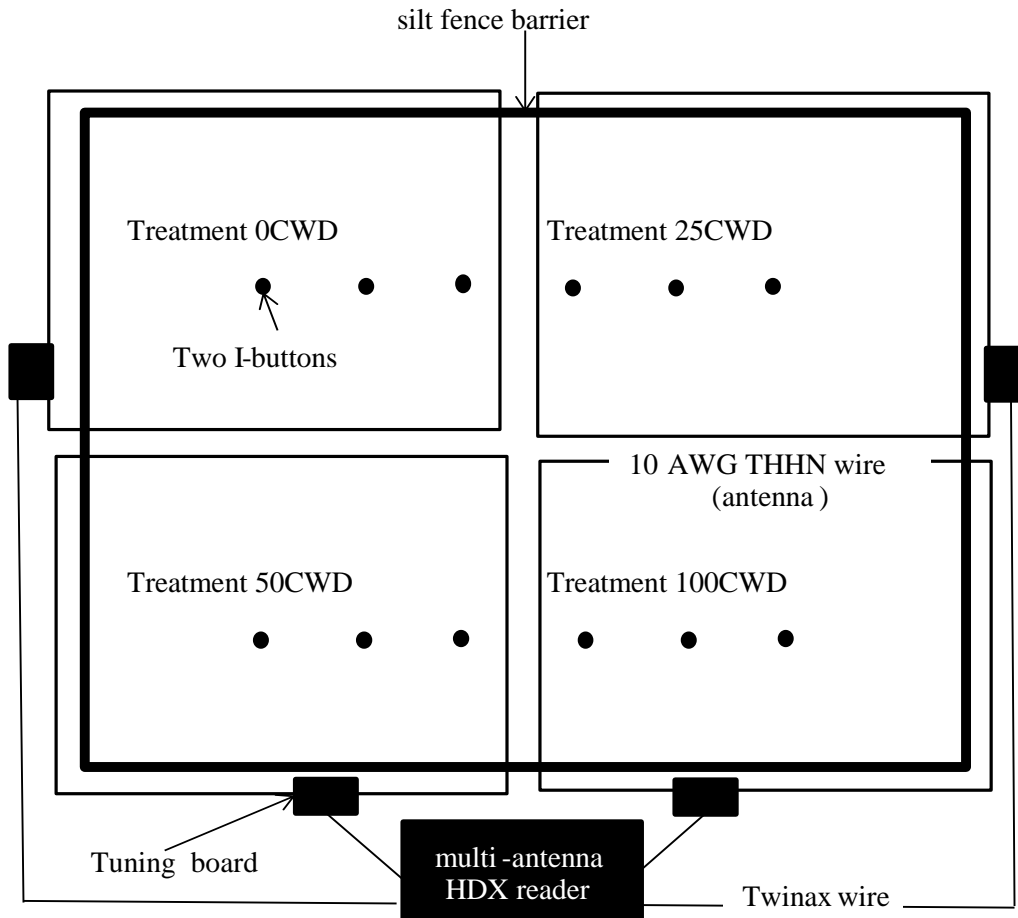 silt fence barrier
Treatment 0CWD
Treatment 25CWD
Two I-buttons
10 AWG THHN wire
(antenna )
Treatment 50CWD
Treatment 100CWD
Tuning board
multi-antenna
HDX reader
Twinax wire